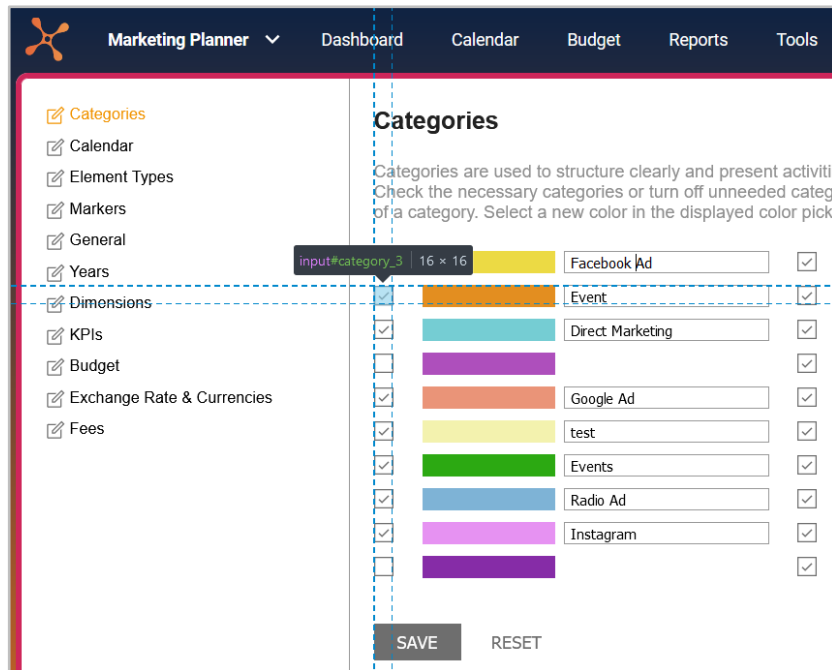 Marketing Planner Dashboard Calendar Budget Reports Tools
Categories
Calendar
Element Types
Markers
General
Years
Dimensions
KPIs
Budget
Exchange Rate & Currencies
Fees
Categories
Categories are used to structure clearly and present activiti
Check the necessary categories or turn off unneeded categ
of a category. Select a new color in the displayed color pick
input#category_3 16 × 16
Facebook Ad
Event
Direct Marketing
Google Ad
test
Events
Radio Ad
Instagram
SAVE RESET